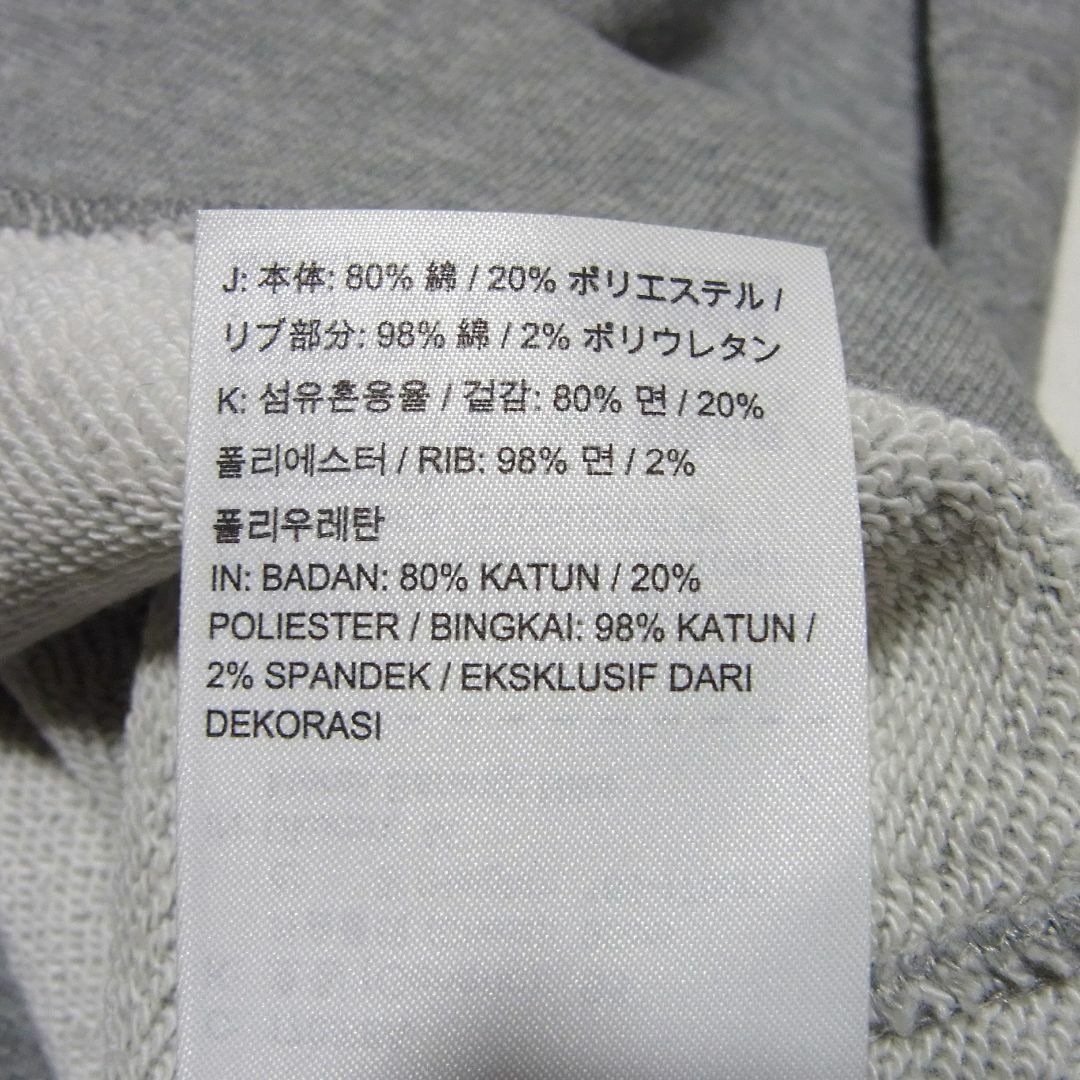 J: 本体: 80% 綿 / 20% ポリエステル /
リブ部分: 98% 綿 / 2% ポリウレタン
K: 섬유혼용율 / 겉감: 80% 면 / 20%
폴리에스터 / RIB: 98% 면 / 2%
폴리우레탄
IN: BADAN: 80% KATUN / 20%
POLIESTER / BINGKAI: 98% KATUN /
2% SPANDEK / EKSKLUSIF DARI
DEKORASI